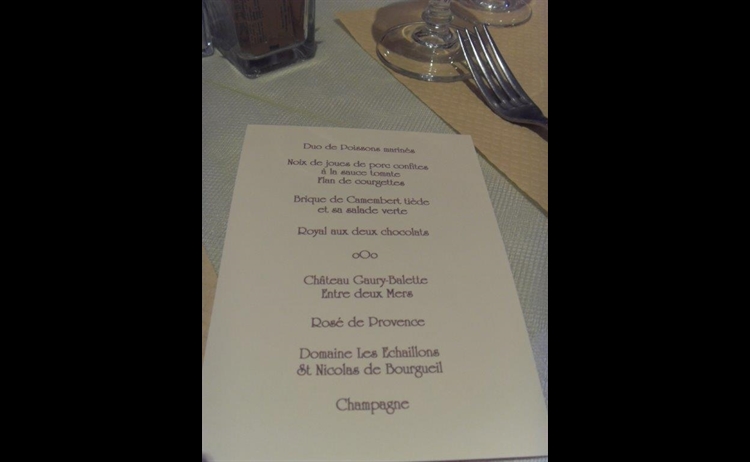 Duo de Poissons marinés
Noix de joues de porc confites
à la sauce tomate
Flan de courgettes
Brique de Camembert tiède
et sa salade verte
Royal aux deux chocolats
oOo
Château Gaury-Balette
Entre deux Mers
Rosé de Provence
Domaine Les Echaillons
St Nicolas de Bourgueil
Champagne